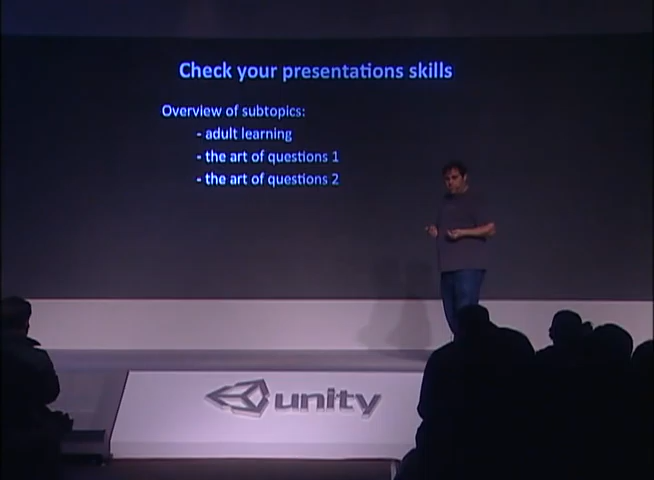 Check your presentations skills
Overview of subtopics:
- adult learning
- the art of questions 1
- the art of questions 2
unity